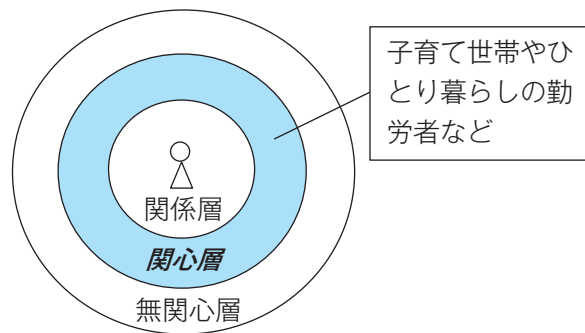 子育て世帯やひ
とり暮らしの勤
労者など
関係層
関心層
無関心層